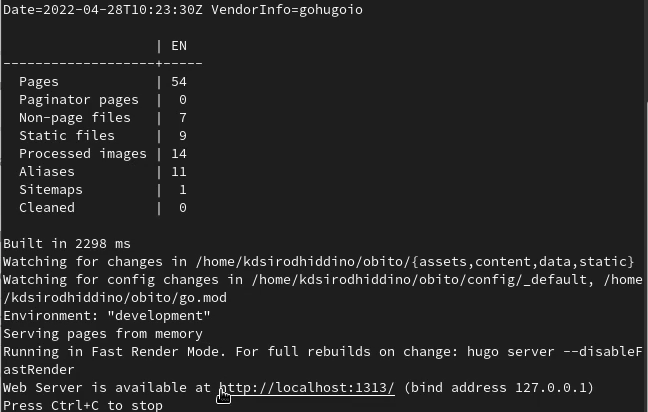 Date=2022-04-28T10:23:30Z VendorInfo=gohugoio
| EN
-------------------+-----
Pages | 54
Paginator pages | 0
Non-page files | 7
Static files | 9
Processed images | 14
Aliases | 11
Sitemaps | 1
Cleaned | 0
Built in 2298 ms
Watching for changes in /home/kdsirodhiddino/obito/{assets,content,data,static}
Watching for config changes in /home/kdsirodhiddino/obito/config/_default, /home
/kdsirodhiddino/obito/go.mod
Environment: "development"
Serving pages from memory
Running in Fast Render Mode. For full rebuilds on change: hugo server --disableF
astRender
Web Server is available at http://localhost:1313/ (bind address 127.0.0.1)
Press Ctrl+C to stop